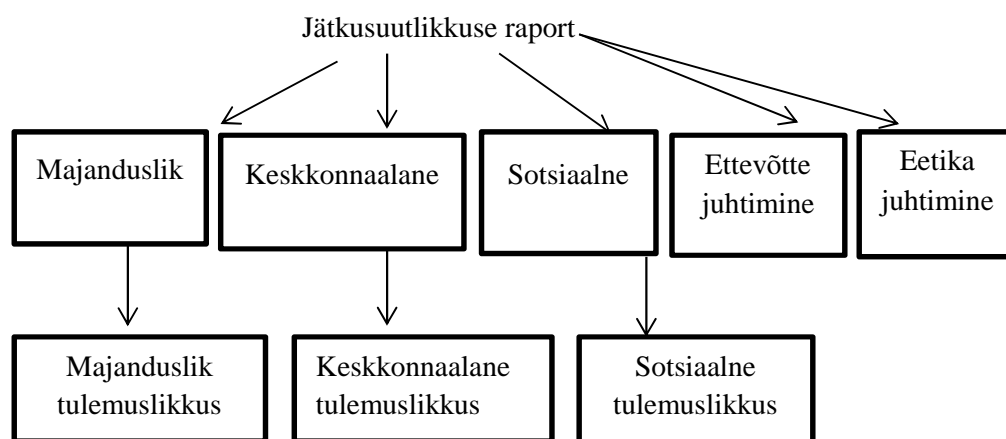 Jätkusuutlikkuse raport
Majanduslik
Keskkonnaalane
Sotsiaalne
Ettevõtte
juhtimine
Eetika
juhtimine
Majanduslik
tulemuslikkus
Keskkonnaalane
tulemuslikkus
Sotsiaalne
tulemuslikkus